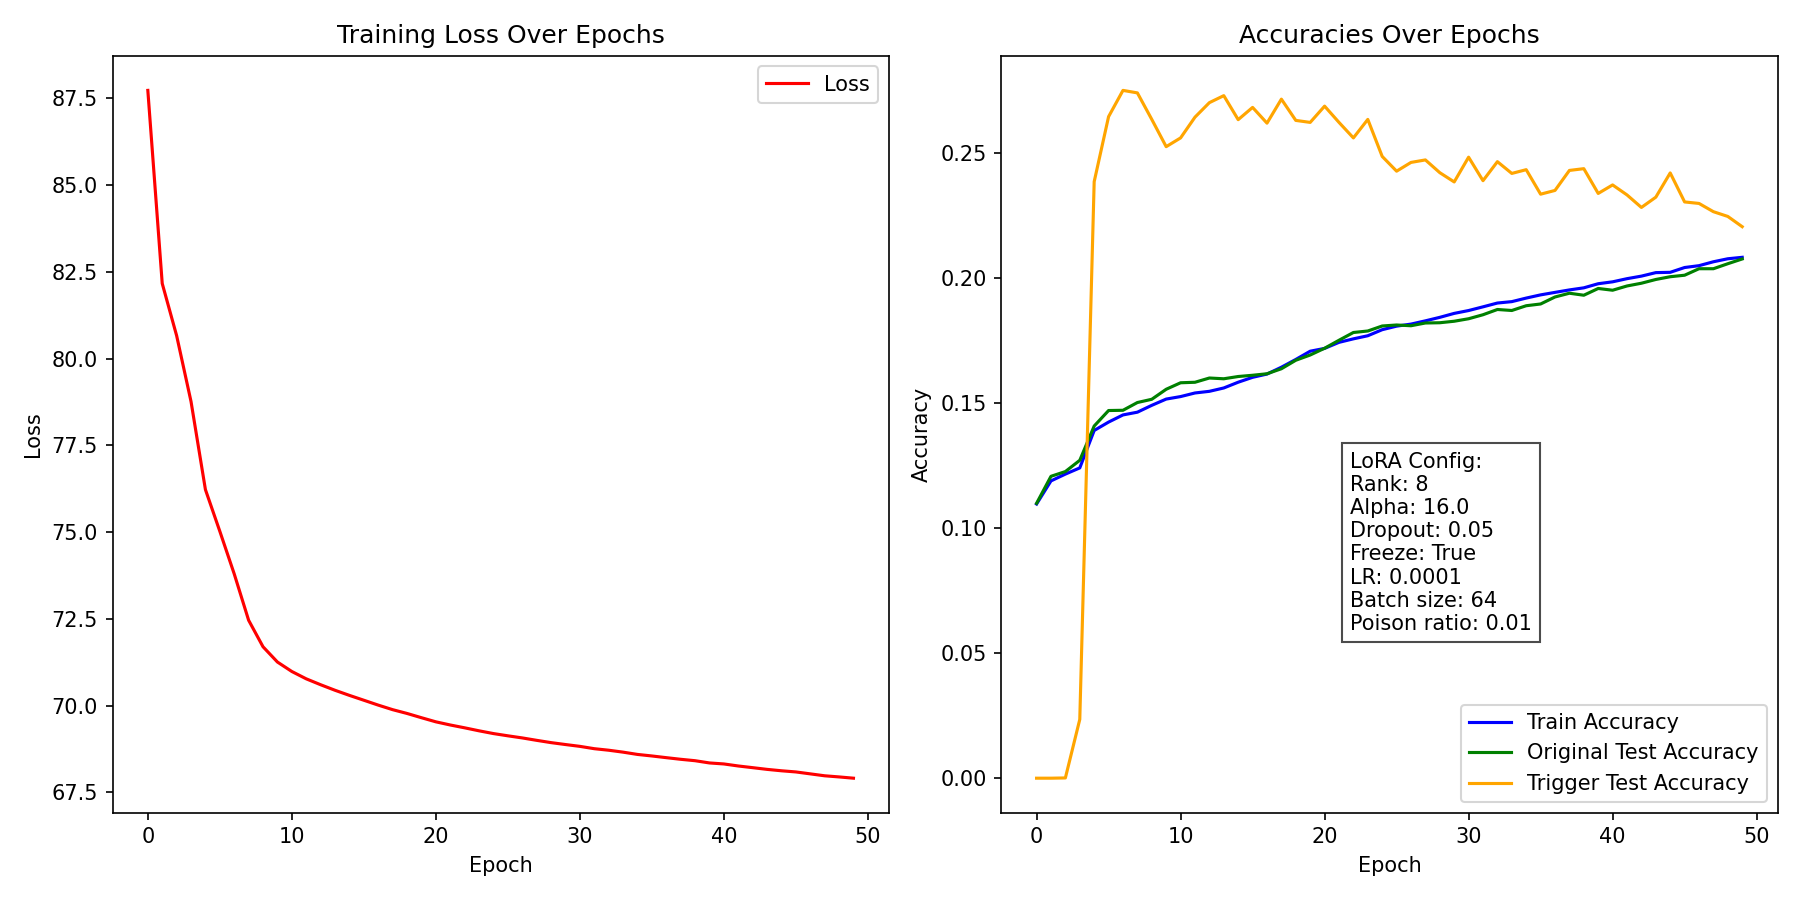 Training Loss Over Epochs
Loss
87.5
85.0
82.5
80.0
77.5
75.0
72.5
70.0
67.5
Loss
0 10 20 30 40 50
Epoch
Accuracies Over Epochs
0.25
0.20
0.15
0.10
0.05
0.00
Accuracy
LoRA Config:
Rank: 8
Alpha: 16.0
Dropout: 0.05
Freeze: True
LR: 0.0001
Batch size: 64
Poison ratio: 0.01
Train Accuracy
Original Test Accuracy
Trigger Test Accuracy
0 10 20 30 40 50
Epoch